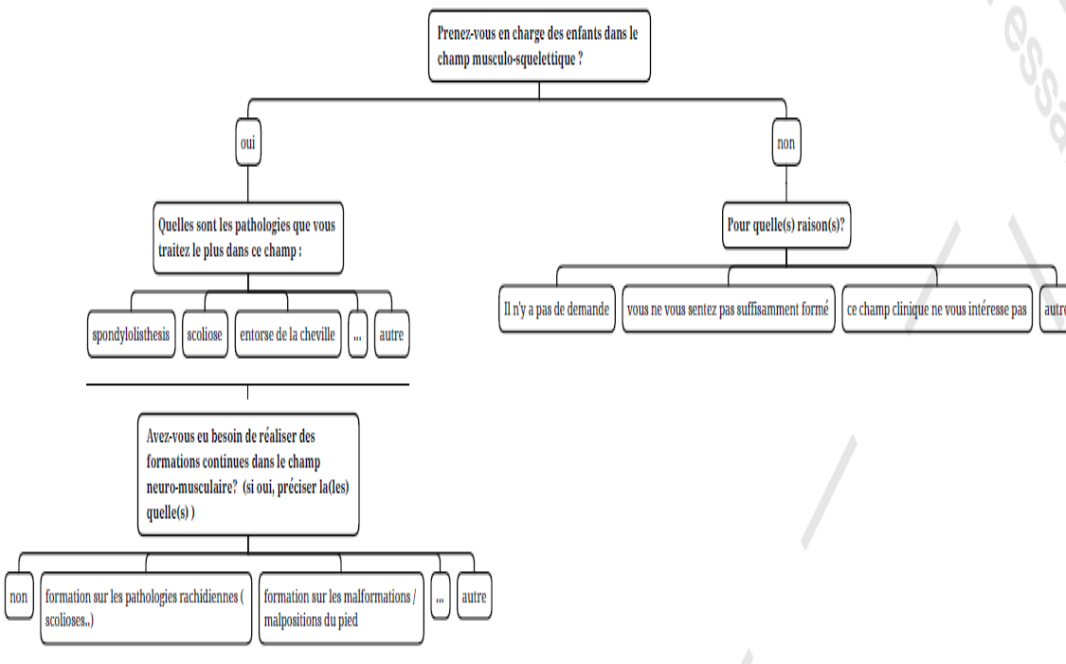 Prenez-vous en charge des enfants dans le
champ musculo-squelettique ?
oui
non
Quelles sont les pathologies que vous
traitez le plus dans ce champ :
Pour quelle(s) raison(s)?
spondylolisthesis
scoliose
entorse de la cheville
...
autre
Il n'y a pas de demande
vous ne vous sentez pas suffisamment formé
ce champ clinique ne vous intéresse pas
autre
Avez-vous eu besoin de réaliser des
formations continues dans le champ
neuro-musculaire? (si oui, préciser la(les)
quelle(s) )
non
formation sur les pathologies rachidiennes (
scolioses..)
formation sur les malformations /
malpositions du pied
...
autre